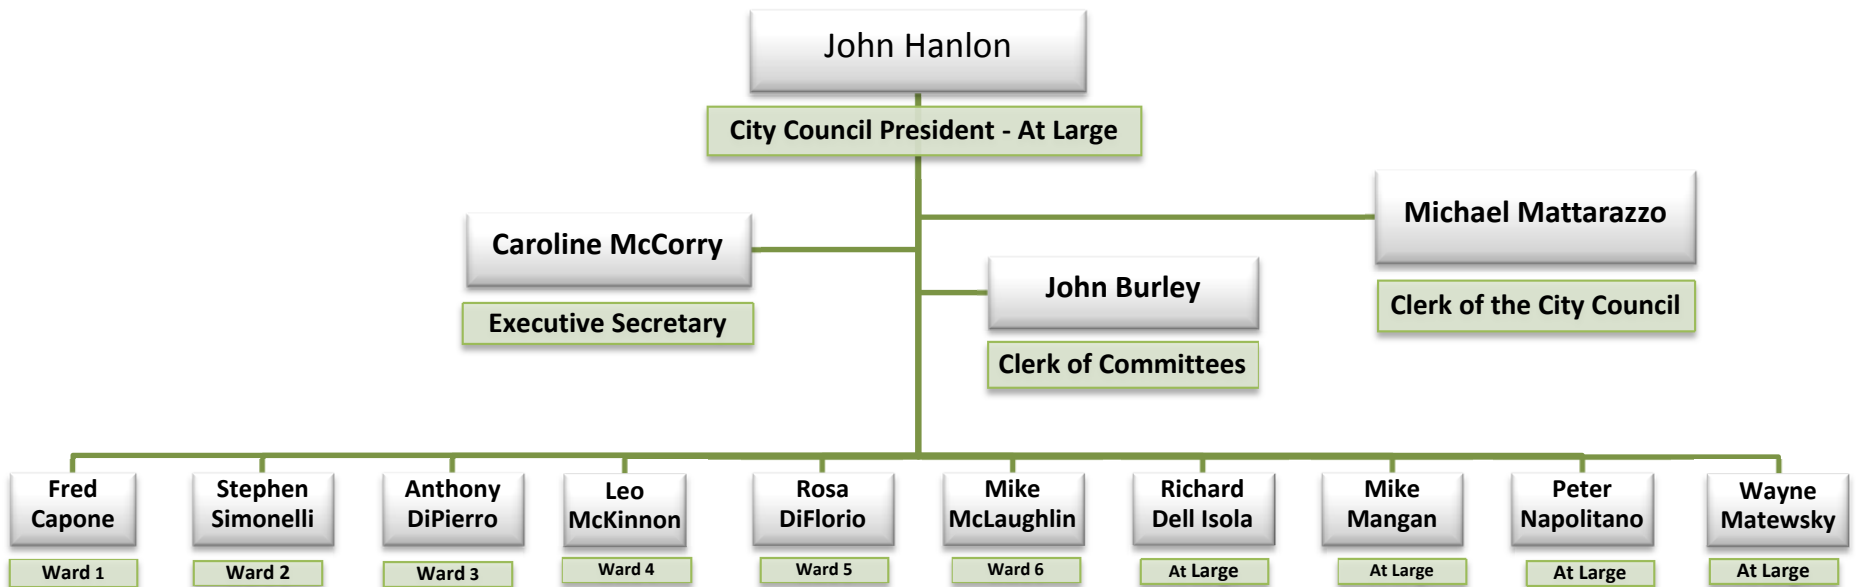 John Hanlon
City Council President - At Large
Michael Mattarazzo
Clerk of the City Council
Caroline McCorry
Executive Secretary
John Burley
Clerk of Committees
Fred
Capone
Ward 1
Stephen
Simonelli
Ward 2
Anthony
DiPierro
Ward 3
Leo
McKinnon
Ward 4
Rosa
DiFlorio
Ward 5
Mike
McLaughlin
Ward 6
Richard
Dell Isola
At Large
Mike
Mangan
At Large
Peter
Napolitano
At Large
Wayne
Matewsky
At Large